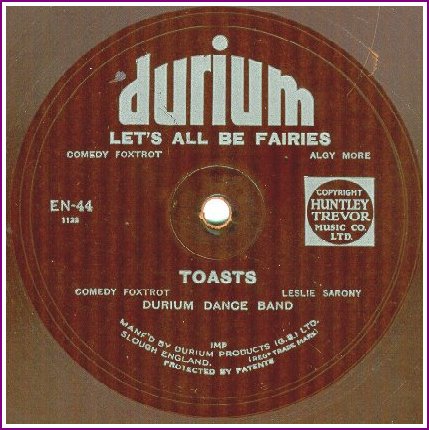 durium
LET'S ALL BE FAIRIES
COMEDY FOXTROT ALGY MORE
EN-44
1133
COPYRIGHT
HUNTLEY
TREVOR
MUSIC CO.
LTD.
TOASTS
COMEDY FOXTROT LESLIE SARONY
DURIUM DANCE BAND
IMP
MANF'D BY DURIUM PRODUCTS (G.B.) LTD.
SLOUGH ENGLAND. (REGD TRADE MARK)
PROTECTED BY PATENTS